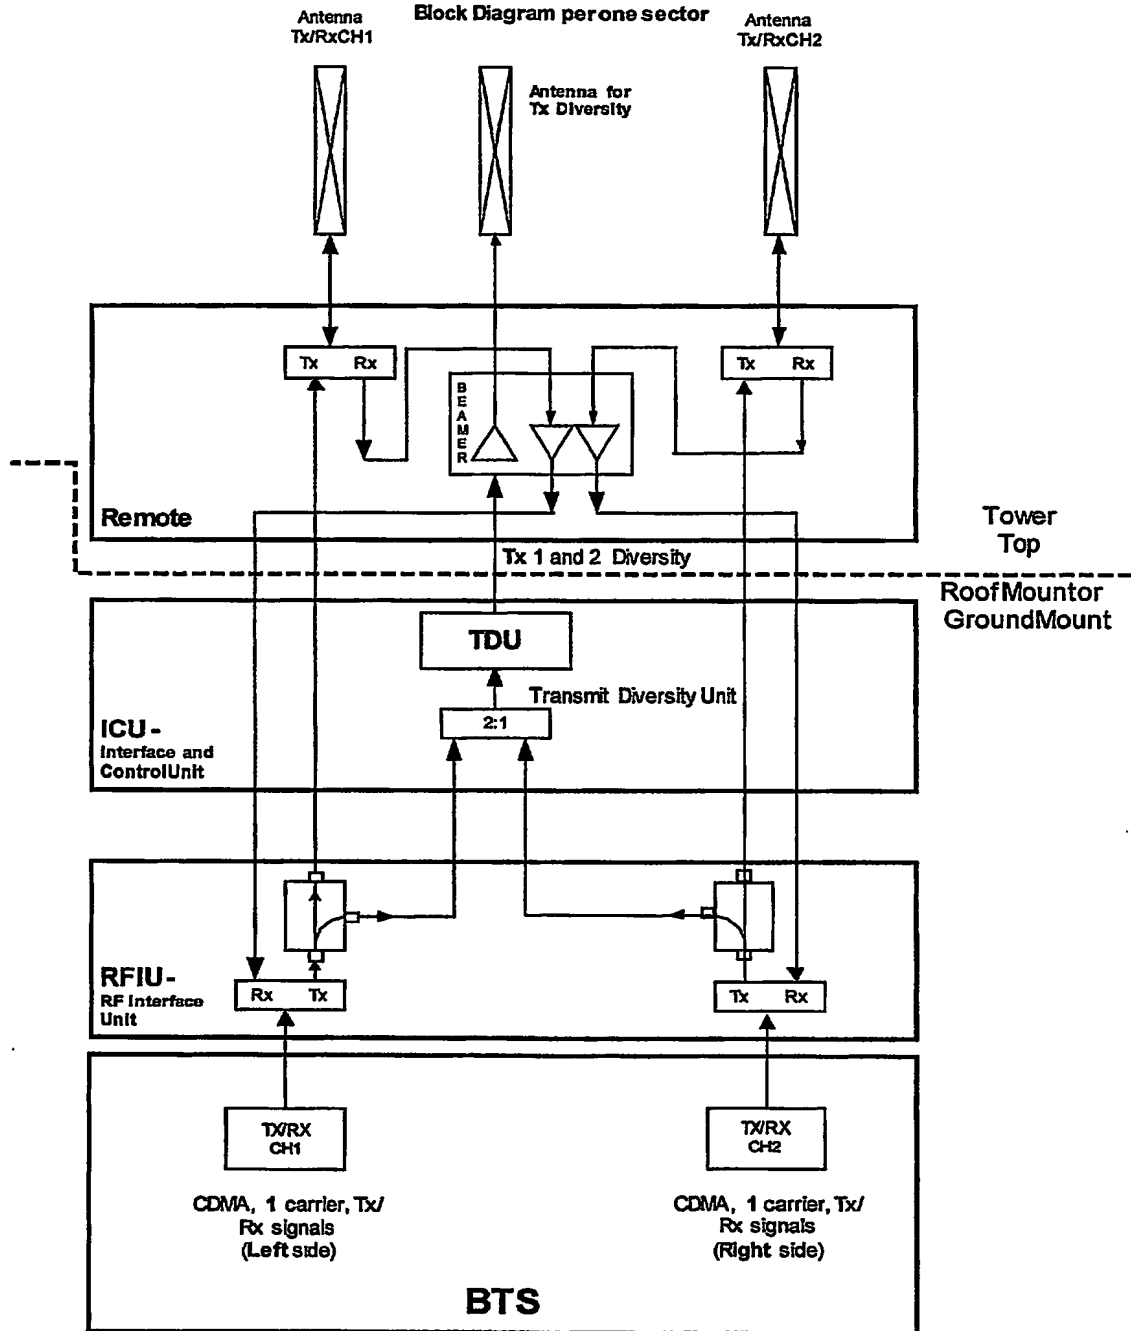 Block Diagram per one sector
Antenna
Tx/RxCH1
Antenna
Tx/RxCH2
Antenna for
Tx Diversity
Tx Rx
BEAMER
Tx Rx
Remote
Tower
Top
Tx 1 and 2 Diversity
Roof Mount or
Ground Mount
TDU
Transmit Diversity Unit
2:1
ICU -
Interface and
Control Unit
RFIU -
RF Interface
Unit
Rx Tx
Tx Rx
TX/RX
CH1
TX/RX
CH2
CDMA, 1 carrier, Tx/
Rx signals
(Left side)
CDMA, 1 carrier, Tx/
Rx signals
(Right side)
BTS